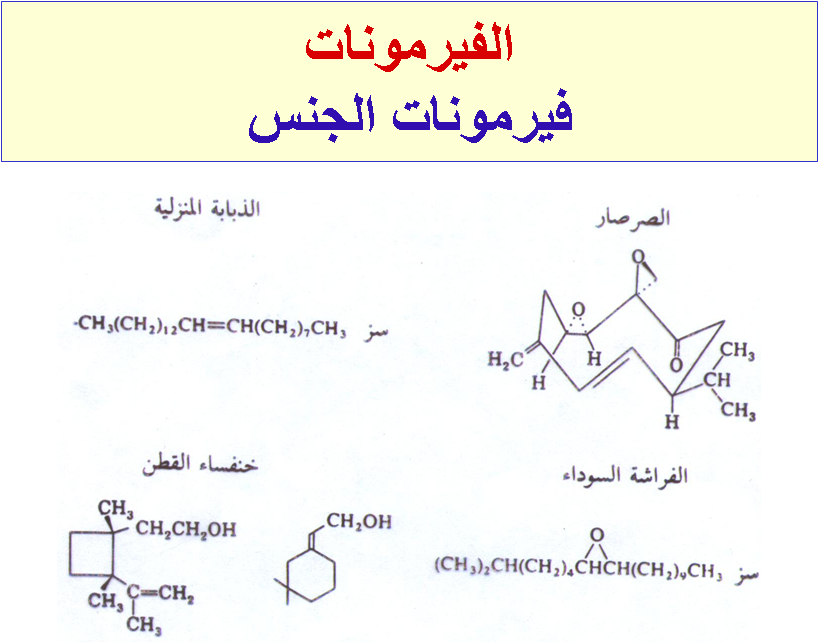 الفيرمونات
فيرمونات الجنس
الصرصار
الذبابة المنزلية
سز -CH₃(CH₂)₁₂CH=CH(CH₂)₇CH₃
O
O
H₂C
H
H
O
CH₃
CH
CH₃
H
خنفساء القطن
الفراشة السوداء
CH₃
CH₂CH₂OH
CH₃
C=CH₂
CH₃
CH₂OH
O
سز (CH₃)₂CH(CH₂)₄CHCH(CH₂)₉CH₃